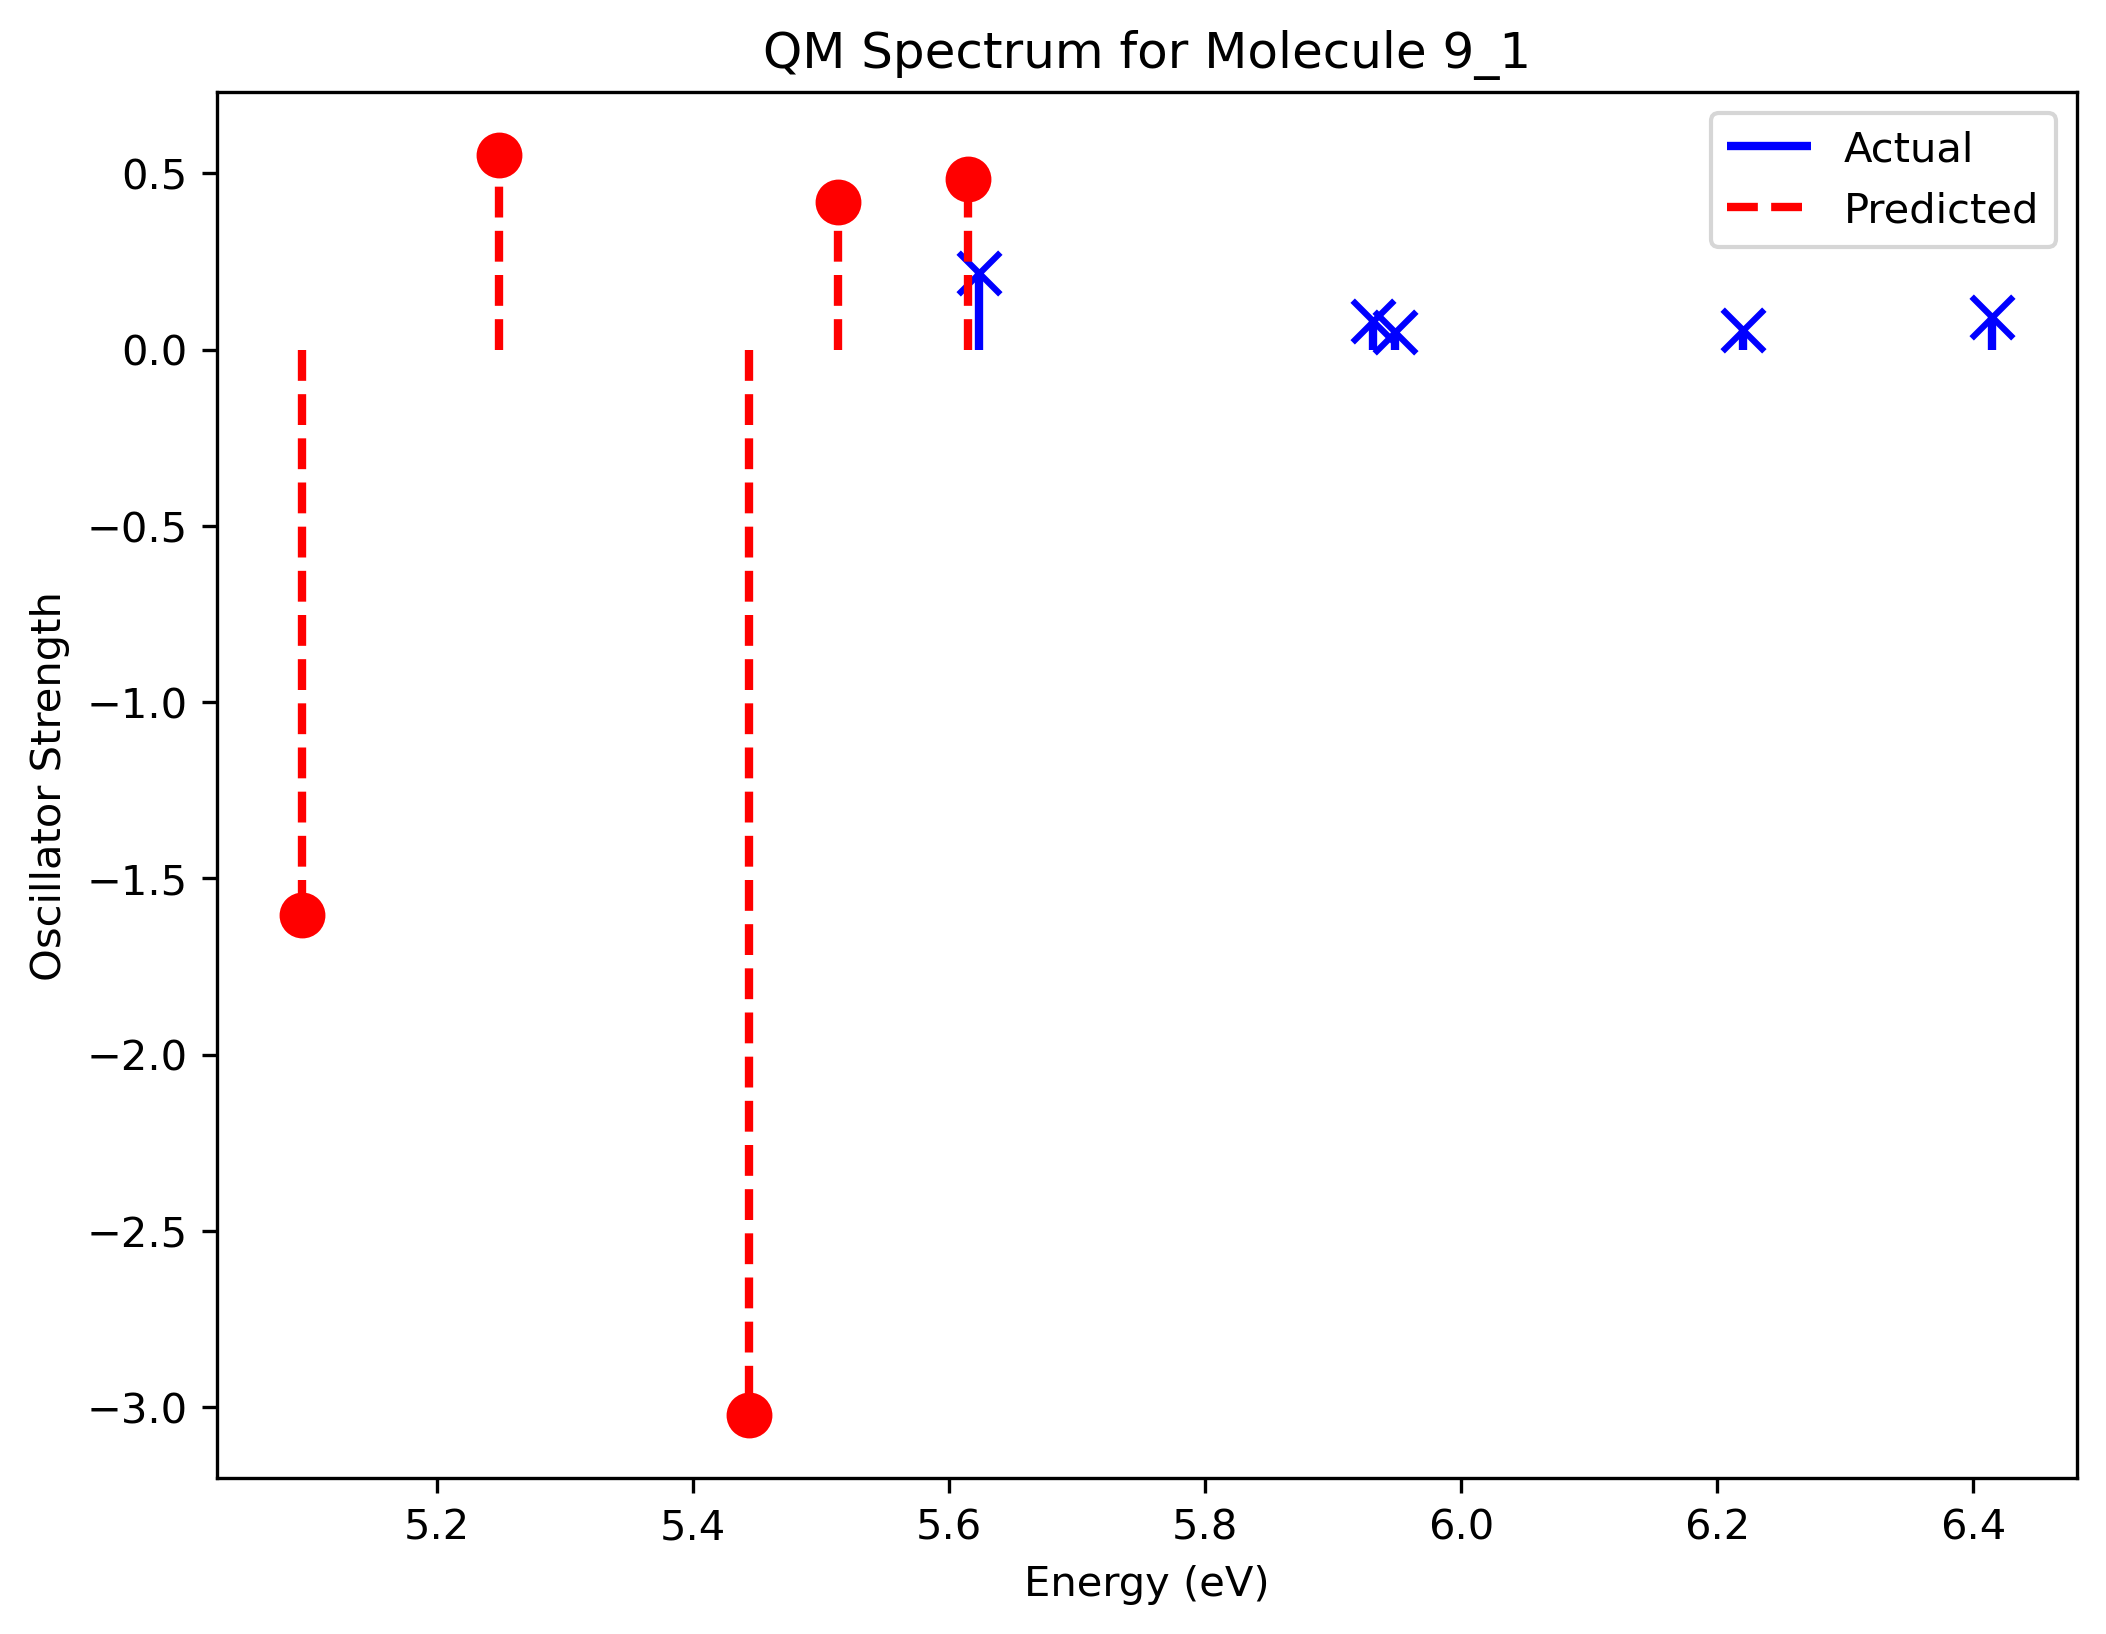 QM Spectrum for Molecule 9_1
Actual
Predicted
Oscillator Strength
0.5
0.0
−0.5
−1.0
−1.5
−2.0
−2.5
−3.0
5.2 5.4 5.6 5.8 6.0 6.2 6.4
Energy (eV)